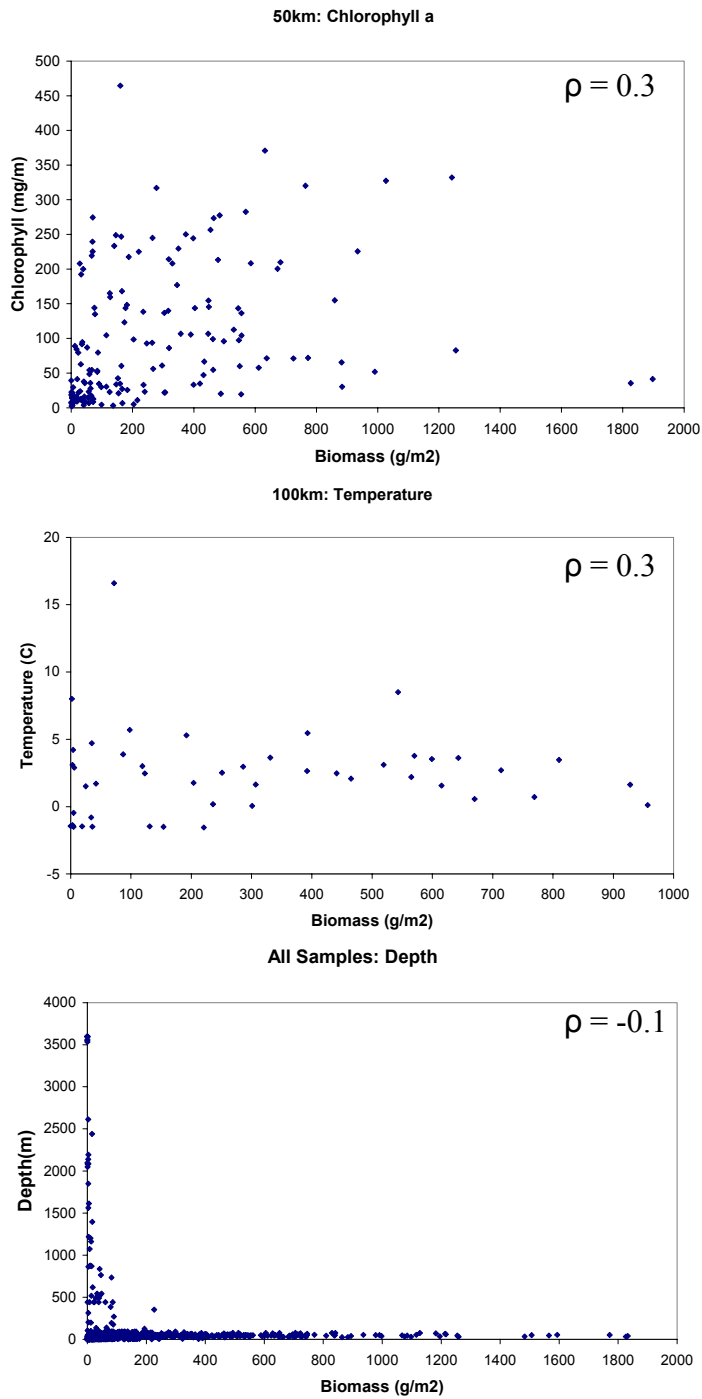 50km: Chlorophyll a
ρ = 0.3
500
450
400
350
300
250
200
150
100
50
0
Chlorophyll (mg/m)
0 200 400 600 800 1000 1200 1400 1600 1800 2000
Biomass (g/m2)
100km: Temperature
ρ = 0.3
20
15
10
5
0
-5
Temperature (C)
0 100 200 300 400 500 600 700 800 900 1000
Biomass (g/m2)
All Samples: Depth
ρ = -0.1
4000
3500
3000
2500
2000
1500
1000
500
0
Depth(m)
0 200 400 600 800 1000 1200 1400 1600 1800 2000
Biomass (g/m2)